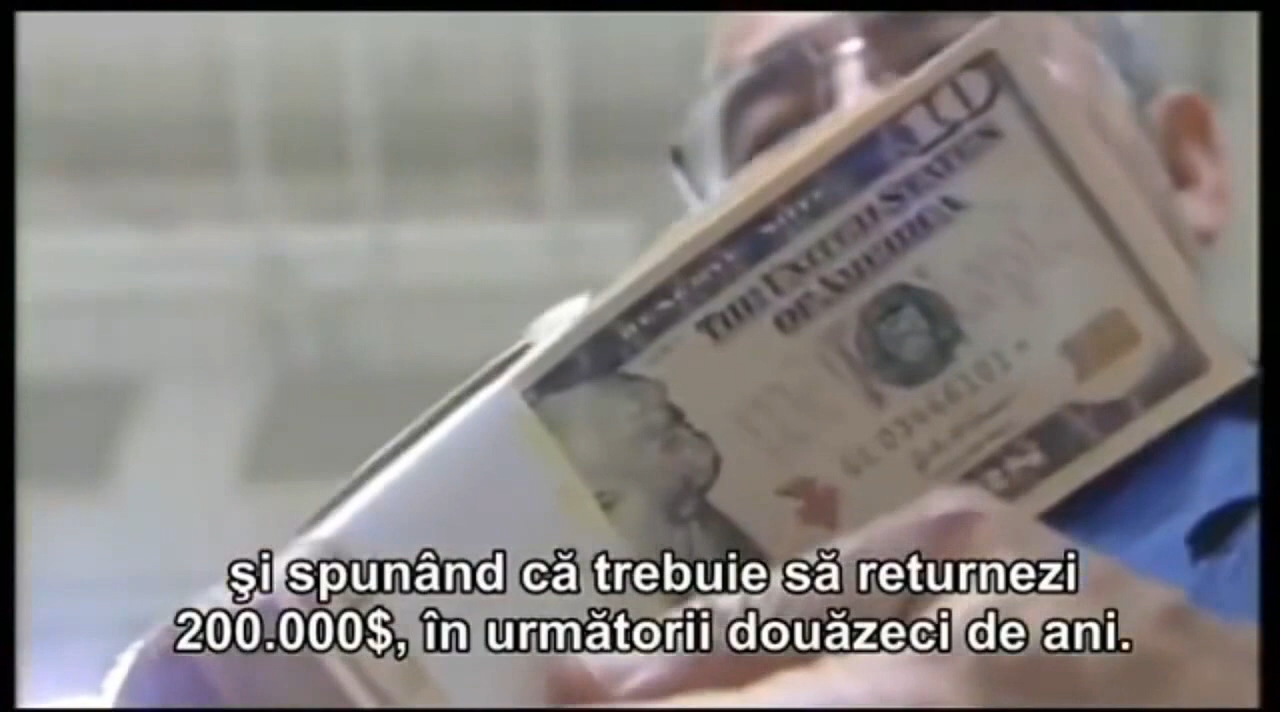 THE UNITED STATES
OF AMERICA
şi spunând că trebuie să returnezi
200.000$, în următorii douăzeci de ani.